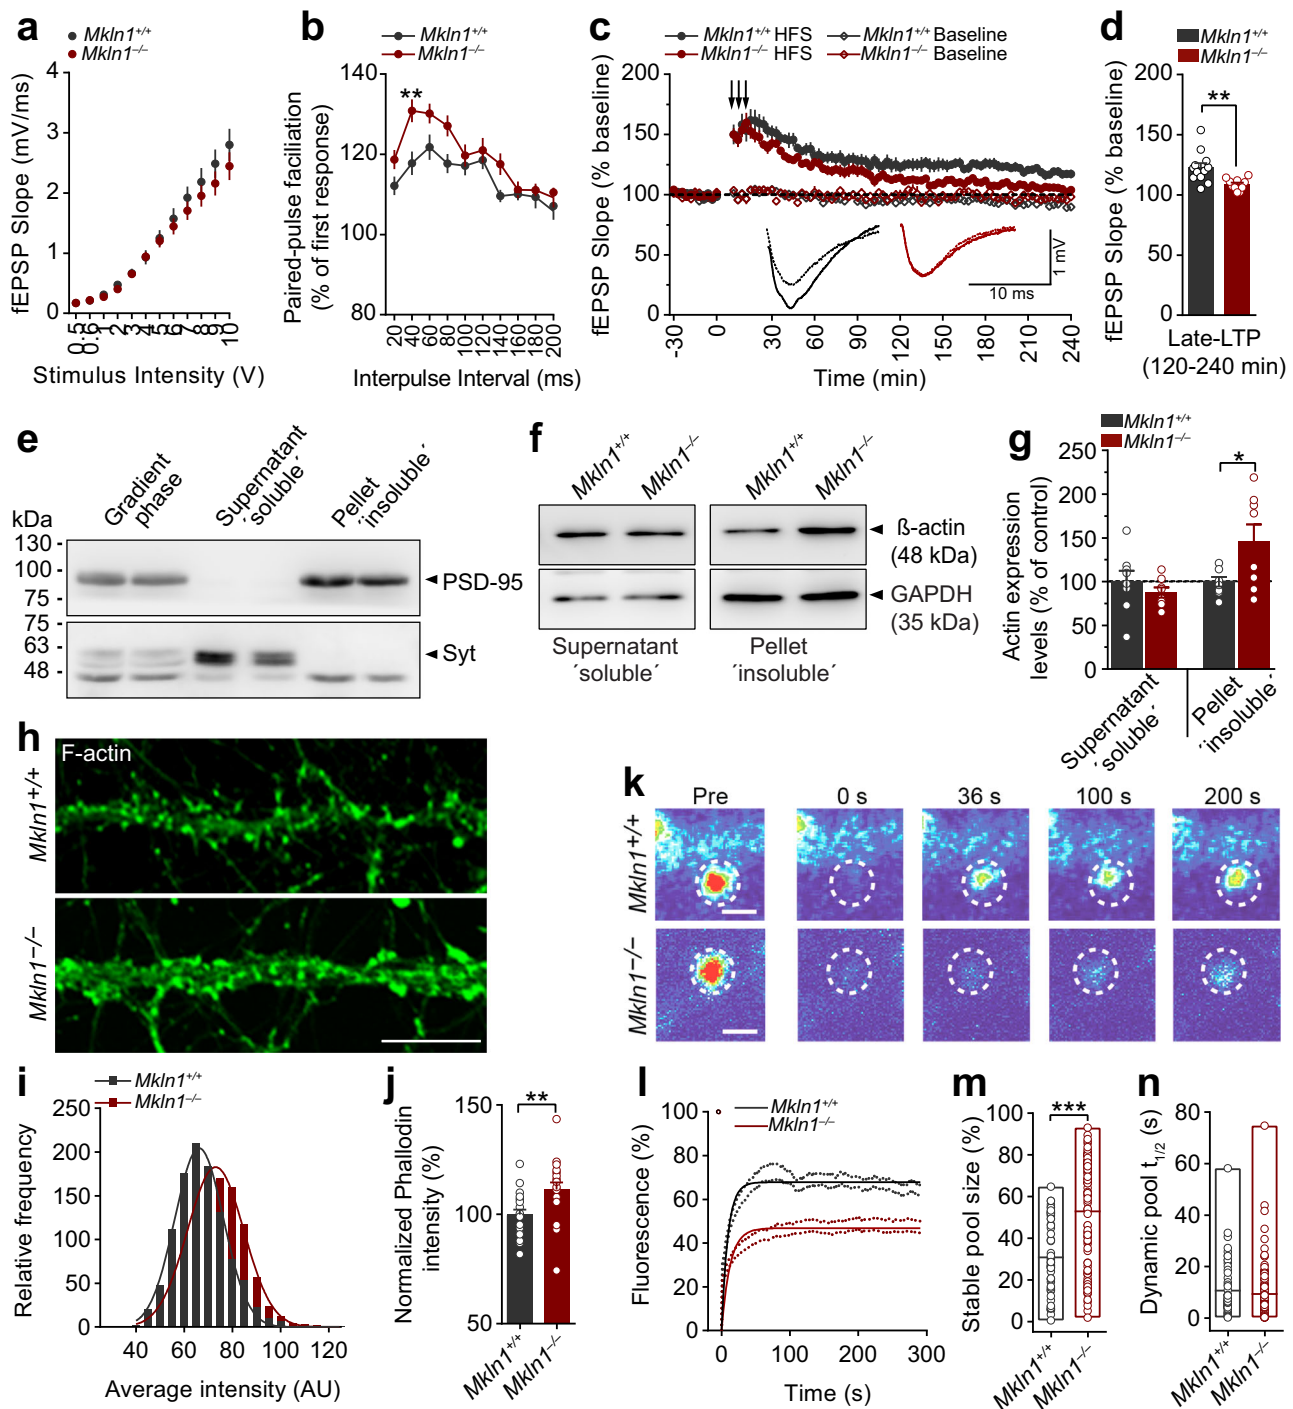 a
Mkln1+/+
Mkln1−/−
fEPSP Slope (mV/ms)
4
3
2
1
0
0.5
0.6
1
2
3
4
5
6
7
8
9
10
Stimulus Intensity (V)
b
Mkln1+/+
Mkln1−/−
Paired-pulse faciliation
(% of first response)
140
120
100
80
**
20
40
60
80
100
120
140
160
180
200
Interpulse Interval (ms)
c
Mkln1+/+ HFS
Mkln1−/− HFS
Mkln1+/+ Baseline
Mkln1−/− Baseline
fEPSP Slope (% baseline)
200
150
100
50
0
1 mV
10 ms
-30
0
30
60
90
120
150
180
210
240
Time (min)
d
Mkln1+/+
Mkln1−/−
fEPSP Slope (% baseline)
200
150
100
50
0
**
Late-LTP
(120-240 min)
e
Gradient
phase
Supernatant
´soluble´
Pellet
´insoluble´
kDa
130
100
75
75
63
48
PSD-95
Syt
f
Mkln1+/+
Mkln1−/−
Mkln1+/+
Mkln1−/−
ß-actin
(48 kDa)
GAPDH
(35 kDa)
Supernatant
´soluble´
Pellet
´insoluble´
g
Mkln1+/+
Mkln1−/−
Actin expression
levels (% of control)
250
200
150
100
50
0
*
Supernatant
´soluble´
Pellet
´insoluble´
h
F-actin
Mkln1+/+
Mkln1−/−
k
Pre
0 s
36 s
100 s
200 s
Mkln1+/+
Mkln1−/−
i
Mkln1+/+
Mkln1−/−
Relative frequency
250
200
150
100
50
0
40
60
80
100
120
Average intensity (AU)
j
Normalized Phallodin
intensity (%)
150
100
50
**
Mkln1+/+
Mkln1−/−
l
Mkln1+/+
Mkln1−/−
Fluorescence (%)
100
80
60
40
20
0
0
100
200
300
Time (s)
m
Stable pool size (%)
100
80
60
40
20
0
***
Mkln1+/+
Mkln1−/−
n
Dynamic pool t1/2 (s)
80
60
40
20
0
Mkln1+/+
Mkln1−/−